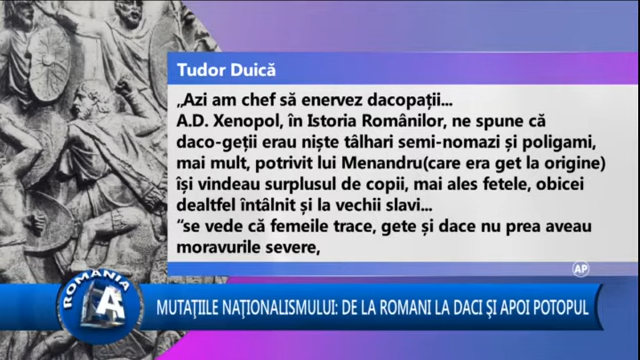 Tudor Duică
„Azi am chef să enervez dacopații...
A.D. Xenopol, în Istoria Românilor, ne spune că
daco-geții erau niște tâlhari semi-nomazi și poligami,
mai mult, potrivit lui Menandru(care era get la origine)
își vindeau surplusul de copii, mai ales fetele, obicei
dealtfel întâlnit și la vechii slavi...
“se vede că femeile trace, gete și dace nu prea aveau
moravurile severe,
AP
ROMANIA
A
MUTAŢIILE NAŢIONALISMULUI: DE LA ROMANI LA DACI ŞI APOI POTOPUL